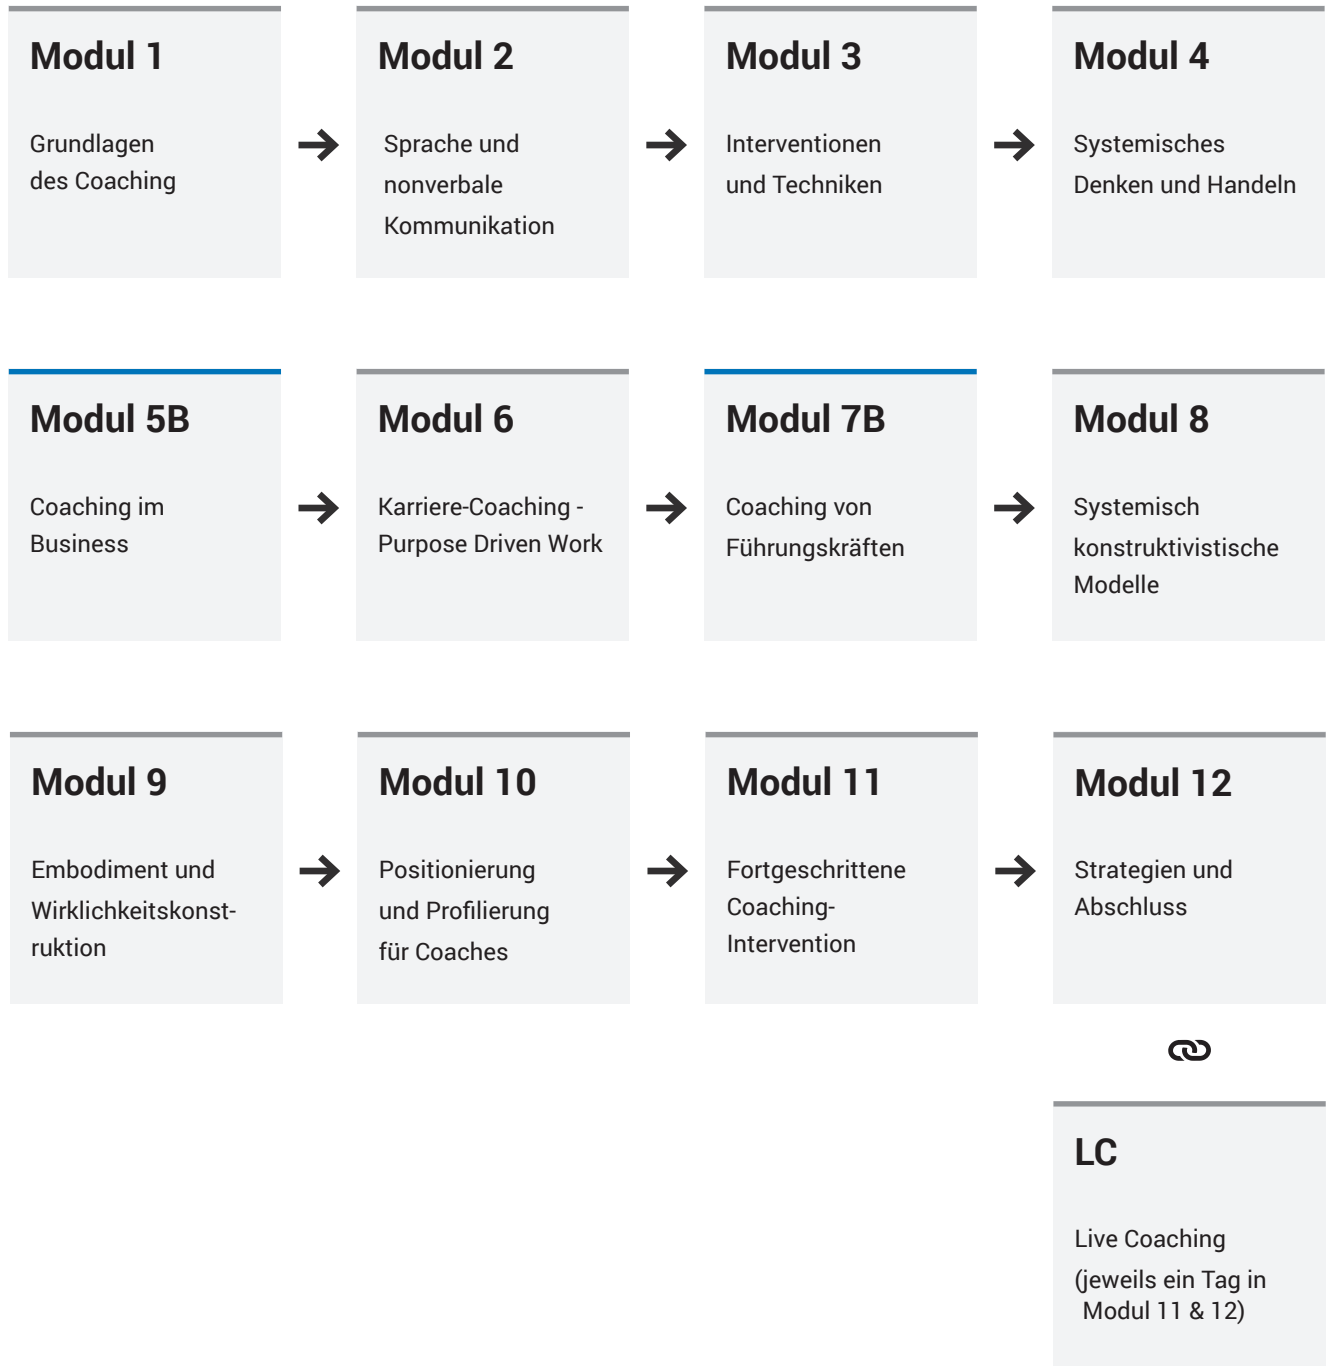 Modul 1
Grundlagen
des Coaching
Modul 2
Sprache und
nonverbale
Kommunikation
Modul 3
Interventionen
und Techniken
Modul 4
Systemisches
Denken und Handeln
Modul 5B
Coaching im
Business
Modul 6
Karriere-Coaching -
Purpose Driven Work
Modul 7B
Coaching von
Führungskräften
Modul 8
Systemisch
konstruktivistische
Modelle
Modul 9
Embodiment und
Wirklichkeitskonst-
ruktion
Modul 10
Positionierung
und Profilierung
für Coaches
Modul 11
Fortgeschrittene
Coaching-
Intervention
Modul 12
Strategien und
Abschluss
LC
Live Coaching
(jeweils ein Tag in
Modul 11 & 12)